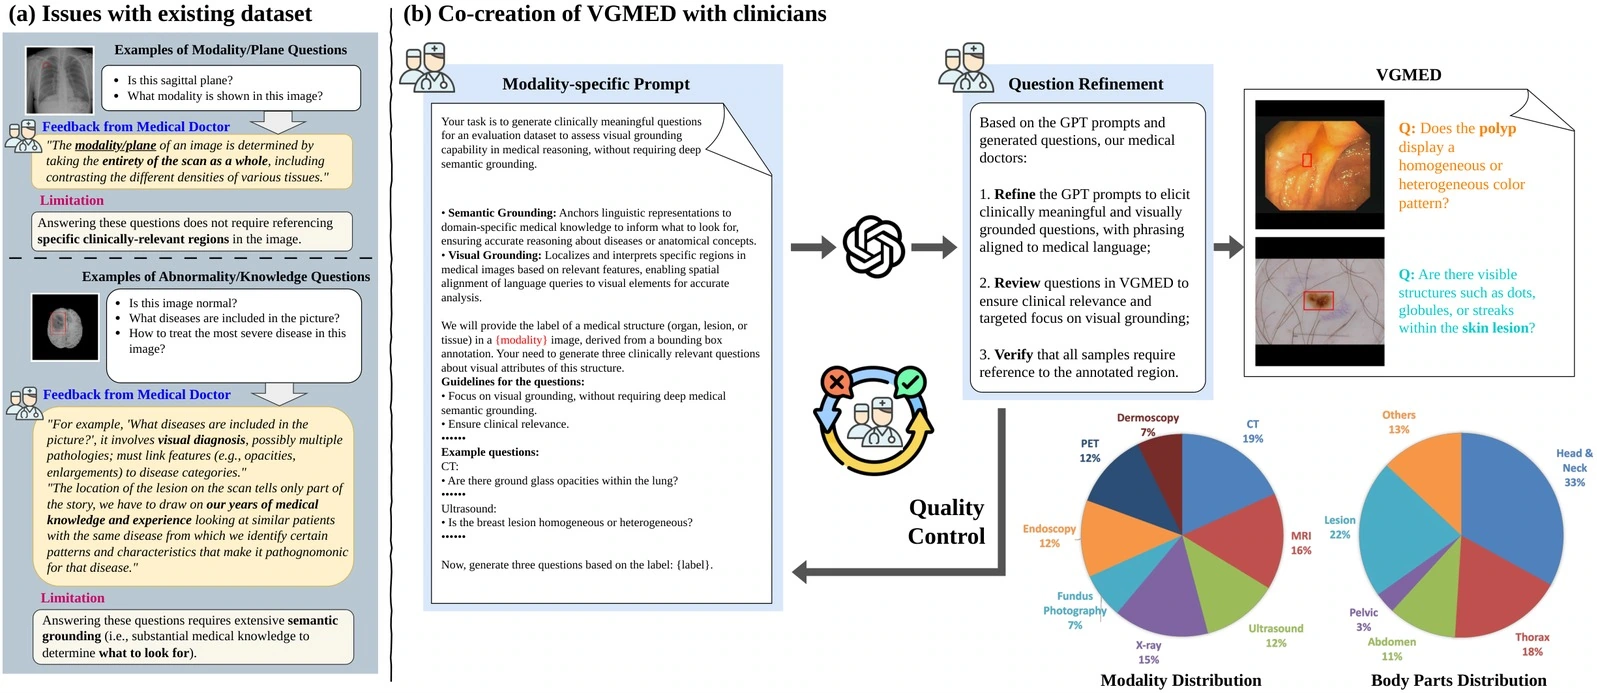 (a) Issues with existing dataset
Examples of Modality/Plane Questions
• Is this sagittal plane?
• What modality is shown in this image?
Feedback from Medical Doctor
"The modality/plane of an image is determined by
taking the entirety of the scan as a whole, including
contrasting the different densities of various tissues."
Limitation
Answering these questions does not require referencing
specific clinically-relevant regions in the image.
Examples of Abnormality/Knowledge Questions
• Is this image normal?
• What diseases are included in the picture?
• How to treat the most severe disease in this
image?
Feedback from Medical Doctor
"For example, 'What diseases are included in the
picture?', it involves visual diagnosis, possibly multiple
pathologies; must link features (e.g., opacities,
enlargements) to disease categories."
"The location of the lesion on the scan tells only part of
the story, we have to draw on our years of medical
knowledge and experience looking at similar patients
with the same disease from which we identify certain
patterns and characteristics that make it pathognomonic
for that disease."
Limitation
Answering these questions requires extensive semantic
grounding (i.e., substantial medical knowledge to
determine what to look for).
(b) Co-creation of VGMED with clinicians
Modality-specific Prompt
Your task is to generate clinically meaningful questions
for an evaluation dataset to assess visual grounding
capability in medical reasoning, without requiring deep
semantic grounding.
• Semantic Grounding: Anchors linguistic representations to
domain-specific medical knowledge to inform what to look for,
ensuring accurate reasoning about diseases or anatomical concepts.
• Visual Grounding: Localizes and interprets specific regions in
medical images based on relevant features, enabling spatial
alignment of language queries to visual elements for accurate
analysis.
We will provide the label of a medical structure (organ, lesion, or
tissue) in a {modality} image, derived from a bounding box
annotation. Your need to generate three clinically relevant questions
about visual attributes of this structure.
Guidelines for the questions:
• Focus on visual grounding, without requiring deep medical
semantic grounding.
• Ensure clinical relevance.
••••••
Example questions:
CT:
• Are there ground glass opacities within the lung?
••••••
Ultrasound:
• Is the breast lesion homogeneous or heterogeneous?
••••••
Now, generate three questions based on the label: {label}.
Question Refinement
Based on the GPT prompts and
generated questions, our medical
doctors:
1. Refine the GPT prompts to elicit
clinically meaningful and visually
grounded questions, with phrasing
aligned to medical language;
2. Review questions in VGMED to
ensure clinical relevance and
targeted focus on visual grounding;
3. Verify that all samples require
reference to the annotated region.
Quality
Control
VGMED
Q: Does the polyp
display a
homogeneous or
heterogeneous color
pattern?
Q: Are there visible
structures such as dots,
globules, or streaks
within the skin lesion?
Dermoscopy
7%
CT
19%
PET
12%
MRI
16%
Endoscopy
12%
Fundus
Photography
7%
X-ray
15%
Ultrasound
12%
Modality Distribution
Others
13%
Head &
Neck
33%
Lesion
22%
Pelvic
3%
Abdomen
11%
Thorax
18%
Body Parts Distribution